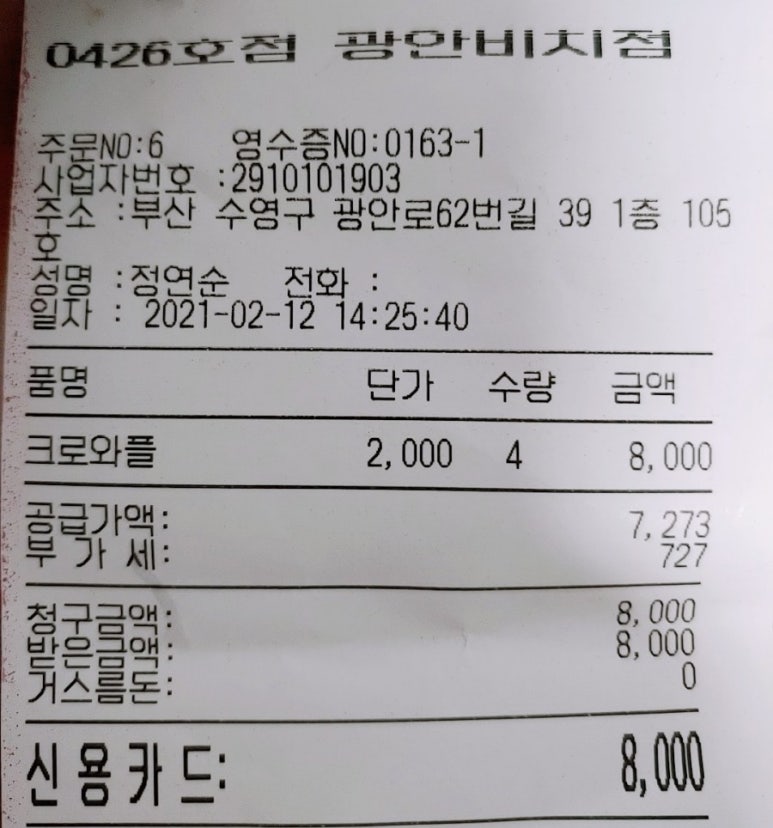 0426호점 광안비치점
주문NO:6 영수증NO:0163-1
사업자번호 :2910101903
주소 :부산 수영구 광안로62번길 39 1층 105
호
성명 :정연순 전화 :
일자 : 2021-02-12 14:25:40
품명 단가 수량 금액
크로와플 2,000 4 8,000
공급가액: 7,273
부 가 세: 727
청구금액: 8,000
받은금액: 8,000
거스름돈: 0
신용카드: 8,000